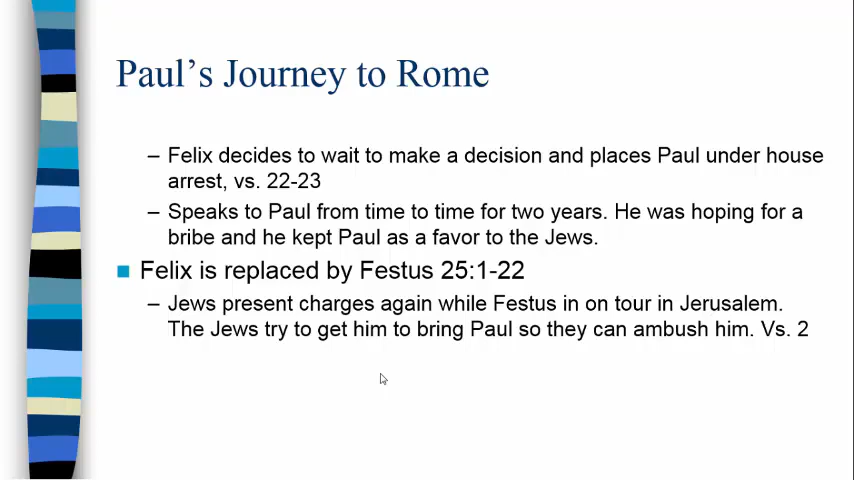 Paul's Journey to Rome
– Felix decides to wait to make a decision and places Paul under house
arrest, vs. 22-23
– Speaks to Paul from time to time for two years. He was hoping for a
bribe and he kept Paul as a favor to the Jews.
Felix is replaced by Festus 25:1-22
– Jews present charges again while Festus in on tour in Jerusalem.
The Jews try to get him to bring Paul so they can ambush him. Vs. 2